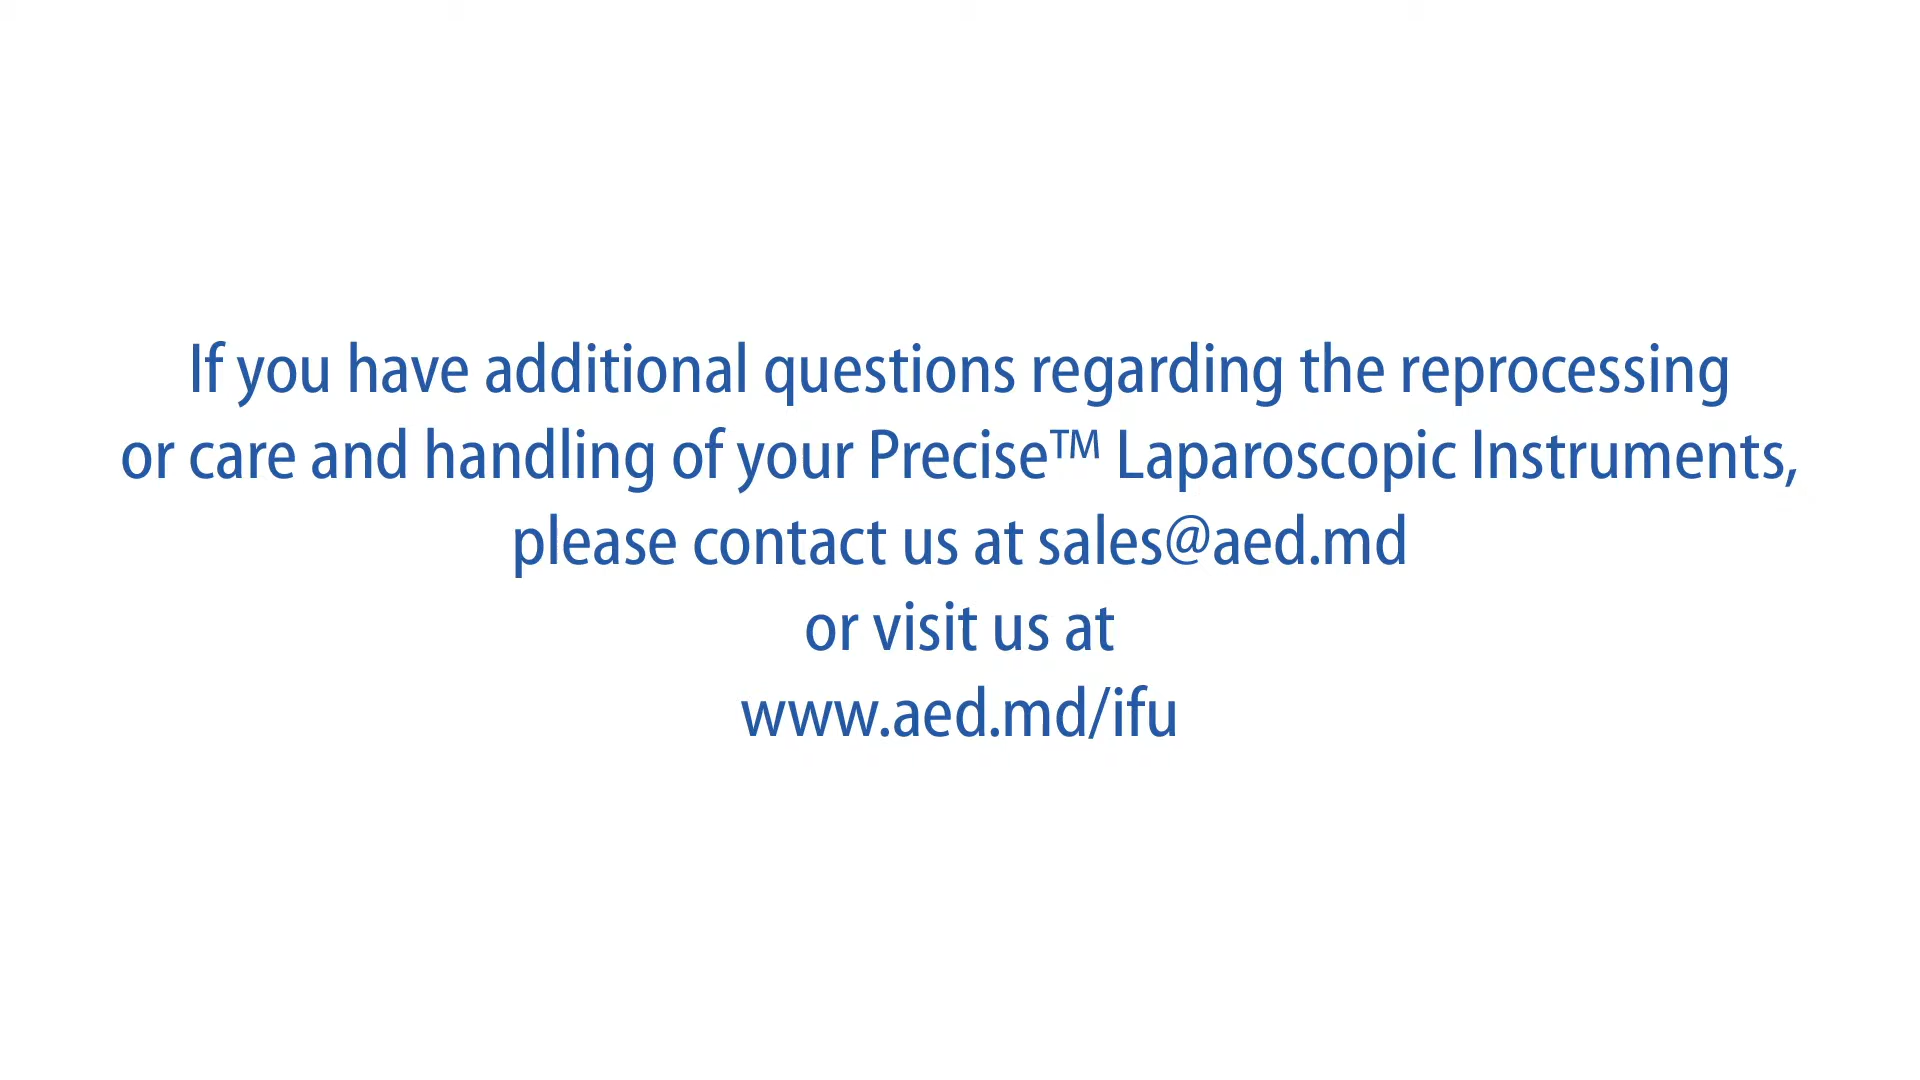 If you have additional questions regarding the reprocessing
or care and handling of your Precise™ Laparoscopic Instruments,
please contact us at sales@aed.md
or visit us at
www.aed.md/ifu